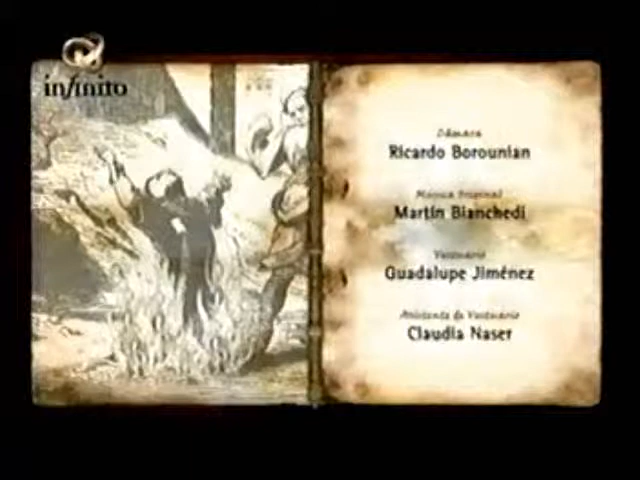 infinito
Cámara
Ricardo Borounian
Música Original
Martín Bianchedi
Vestuario
Guadalupe Jiménez
Asistente de Vestuario
Claudia Naser